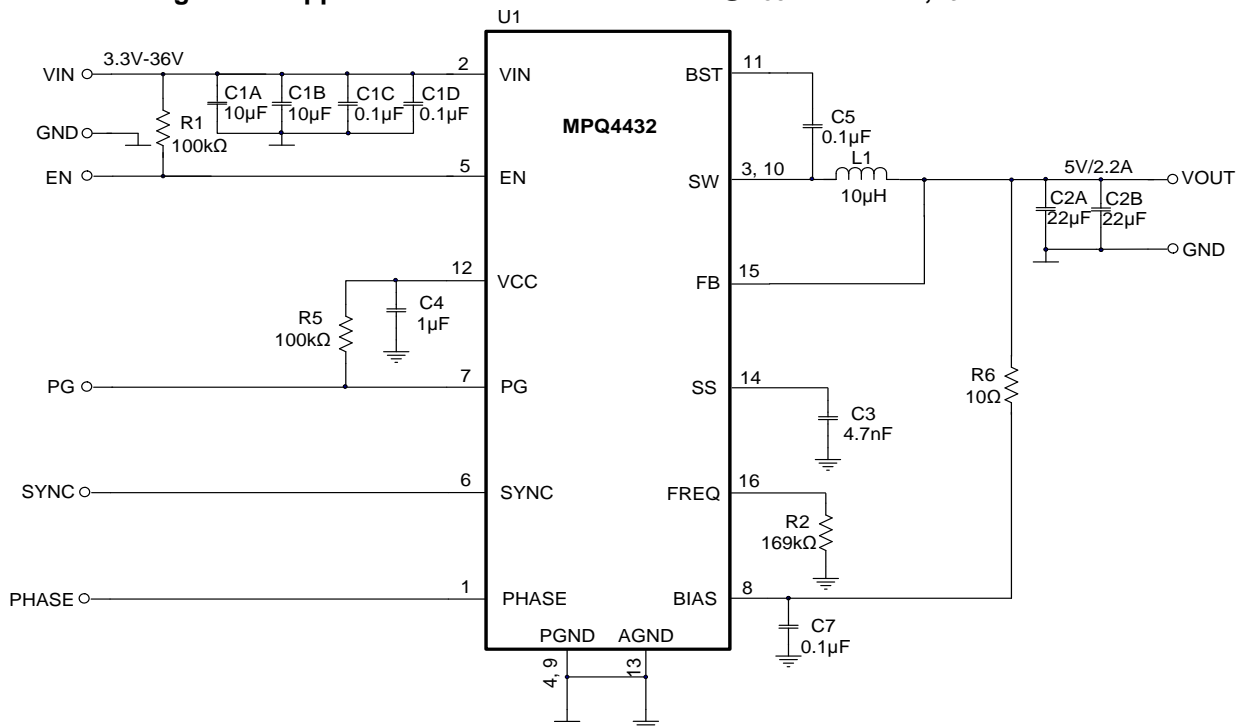 U1
MPQ4432
VIN
3.3V-36V
2
VIN
C1A
10µF
C1B
10µF
C1C
0.1µF
C1D
0.1µF
GND
R1
100kΩ
EN
5
EN
12
VCC
C4
1µF
R5
100kΩ
PG
7
PG
SYNC
6
SYNC
PHASE
1
PHASE
PGND
AGND
4, 9
13
BST
11
C5
0.1µF
L1
10µH
SW
3, 10
5V/2.2A
VOUT
C2A
22µF
C2B
22µF
GND
FB
15
SS
14
C3
4.7nF
R6
10Ω
FREQ
16
R2
169kΩ
BIAS
8
C7
0.1µF